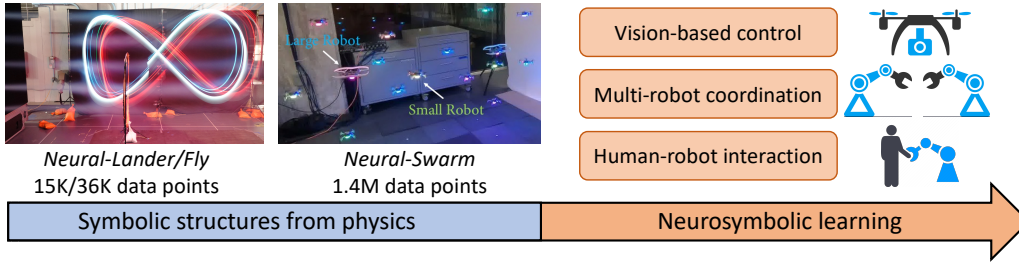 Large Robot
Small Robot
Neural-Lander/Fly
15K/36K data points
Neural-Swarm
1.4M data points
Vision-based control
Multi-robot coordination
Human-robot interaction
Symbolic structures from physics
Neurosymbolic learning